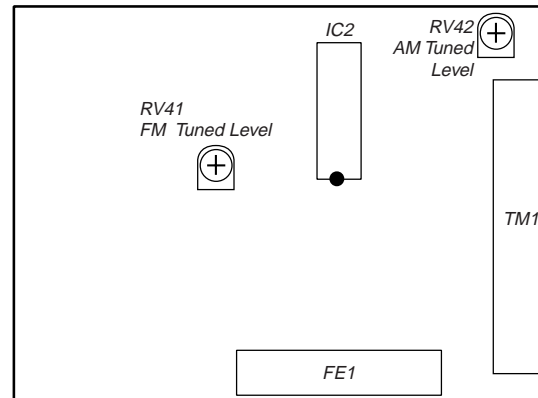 IC2
RV42
AM Tuned
Level
RV41
FM Tuned Level
TM1
FE1